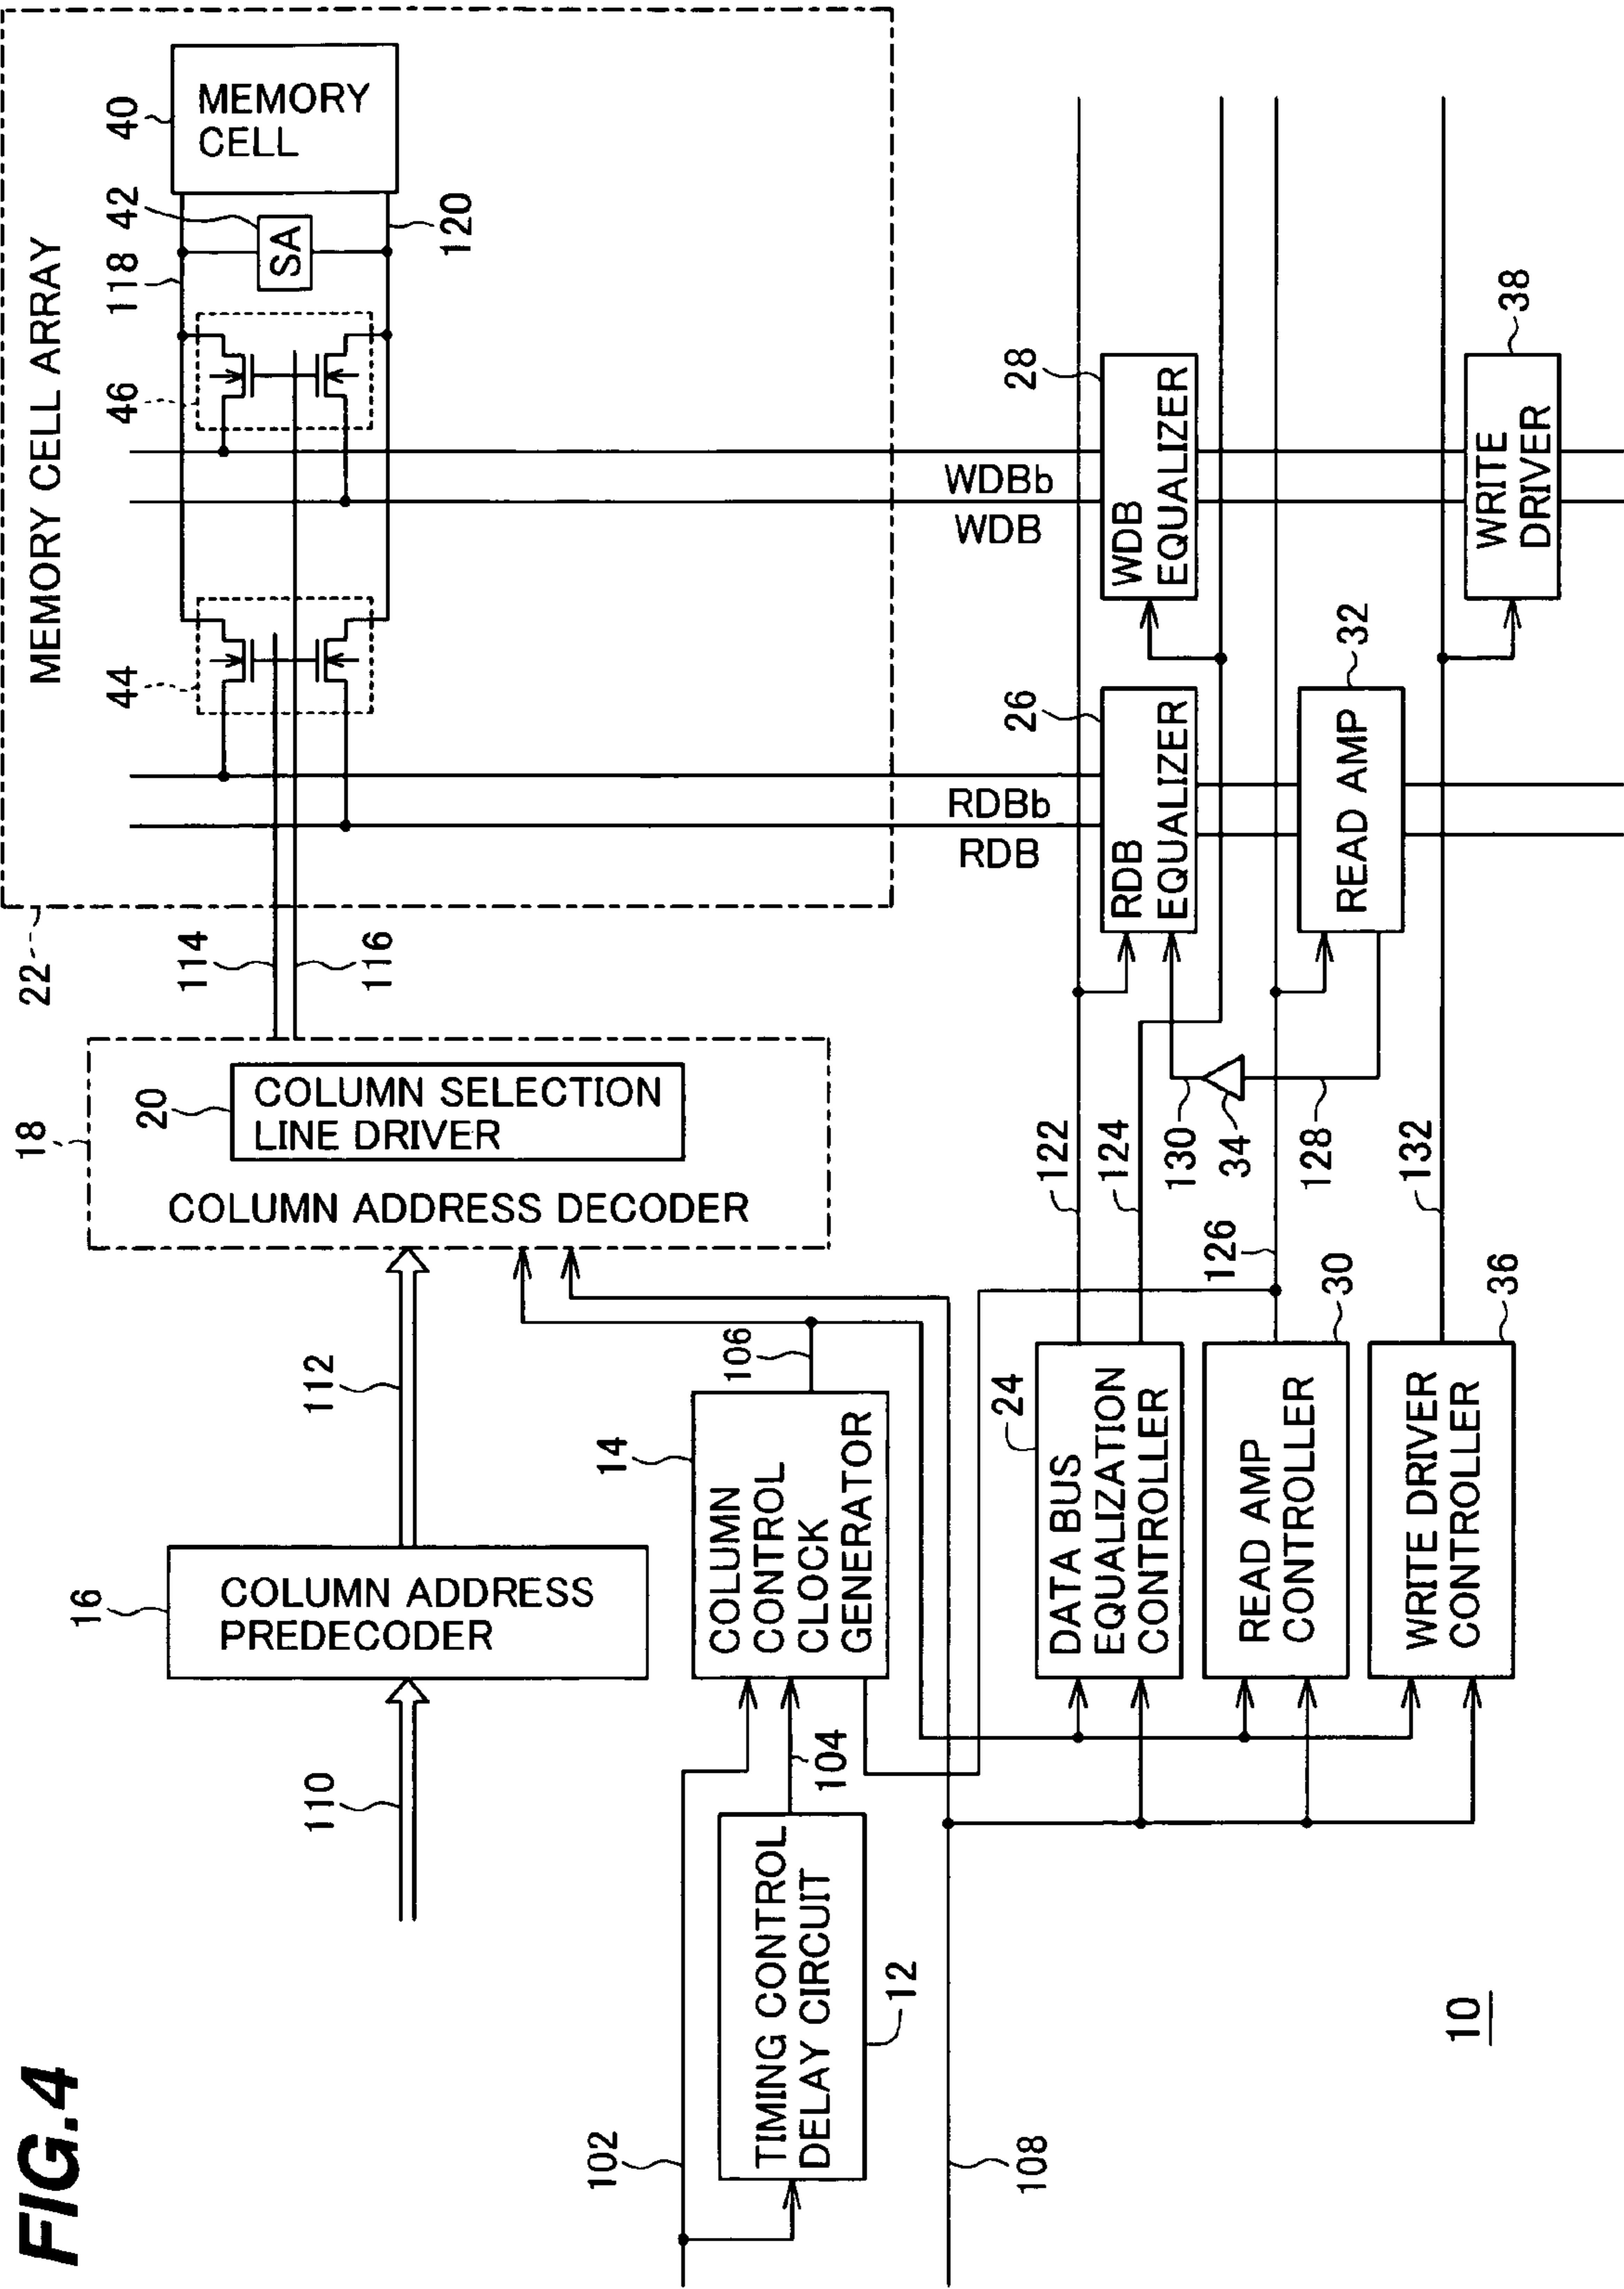 FIG.4
MEMORY CELL ARRAY
22
44
46
118
42
40
MEMORY
CELL
SA
120
18
20
COLUMN SELECTION
LINE DRIVER
COLUMN ADDRESS DECODER
114
116
110
16
COLUMN ADDRESS
PREDECODER
112
102
TIMING CONTROL
DELAY CIRCUIT
12
104
14
COLUMN
CONTROL
CLOCK
GENERATOR
106
108
RDBb
RDB
WDBb
WDB
24
DATA BUS
EQUALIZATION
CONTROLLER
122
124
26
RDB
EQUALIZER
28
WDB
EQUALIZER
READ AMP
CONTROLLER
30
126
130
34
128
READ AMP
32
WRITE DRIVER
CONTROLLER
36
132
WRITE
DRIVER
38
10